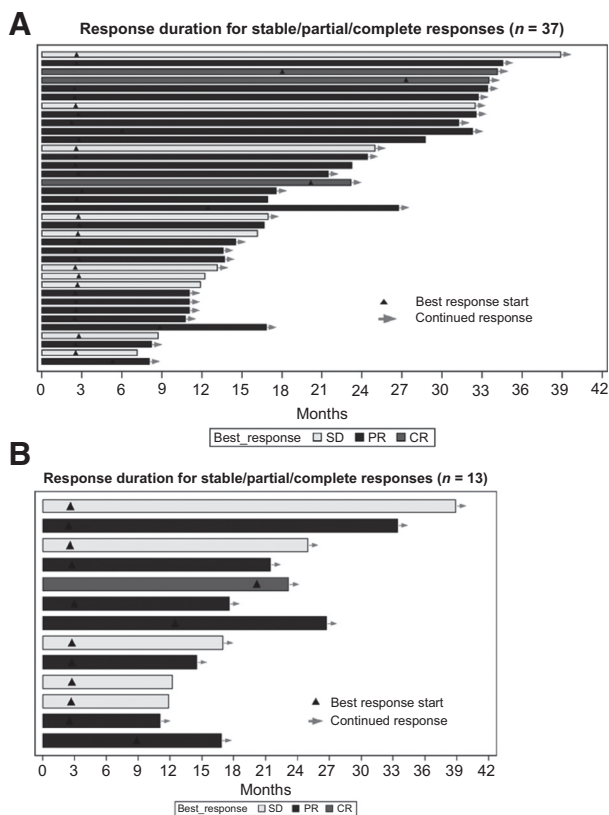 A
Response duration for stable/partial/complete responses (n = 37)
Best response start
Continued response
0 3 6 9 12 15 18 21 24 27 30 33 36 39 42
Months
Best_response SD PR CR
B
Response duration for stable/partial/complete responses (n = 13)
Best response start
Continued response
0 3 6 9 12 15 18 21 24 27 30 33 36 39 42
Months
Best_response SD PR CR